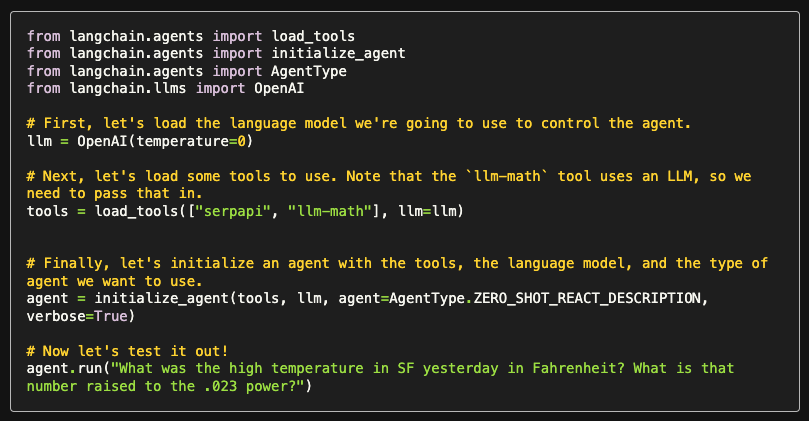 from langchain.agents import load_tools
from langchain.agents import initialize_agent
from langchain.agents import AgentType
from langchain.llms import OpenAI
# First, let's load the language model we're going to use to control the agent.
llm = OpenAI(temperature=0)
# Next, let's load some tools to use. Note that the `llm-math` tool uses an LLM, so we
need to pass that in.
tools = load_tools(["serpapi", "llm-math"], llm=llm)
# Finally, let's initialize an agent with the tools, the language model, and the type of
agent we want to use.
agent = initialize_agent(tools, llm, agent=AgentType.ZERO_SHOT_REACT_DESCRIPTION,
verbose=True)
# Now let's test it out!
agent.run("What was the high temperature in SF yesterday in Fahrenheit? What is that
number raised to the .023 power?")